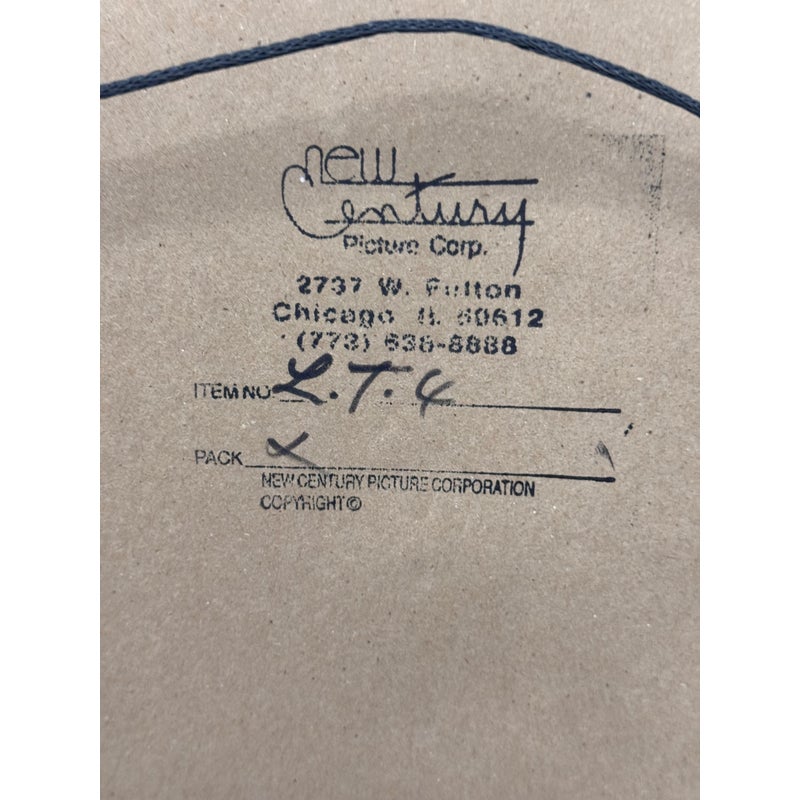 new
Century
Picture Corp.
2737 W. Fulton
Chicago IL 60612
(773) 638-8888
ITEM NO. L.T.4
PACK
NEW CENTURY PICTURE CORPORATION
COPYRIGHT ©